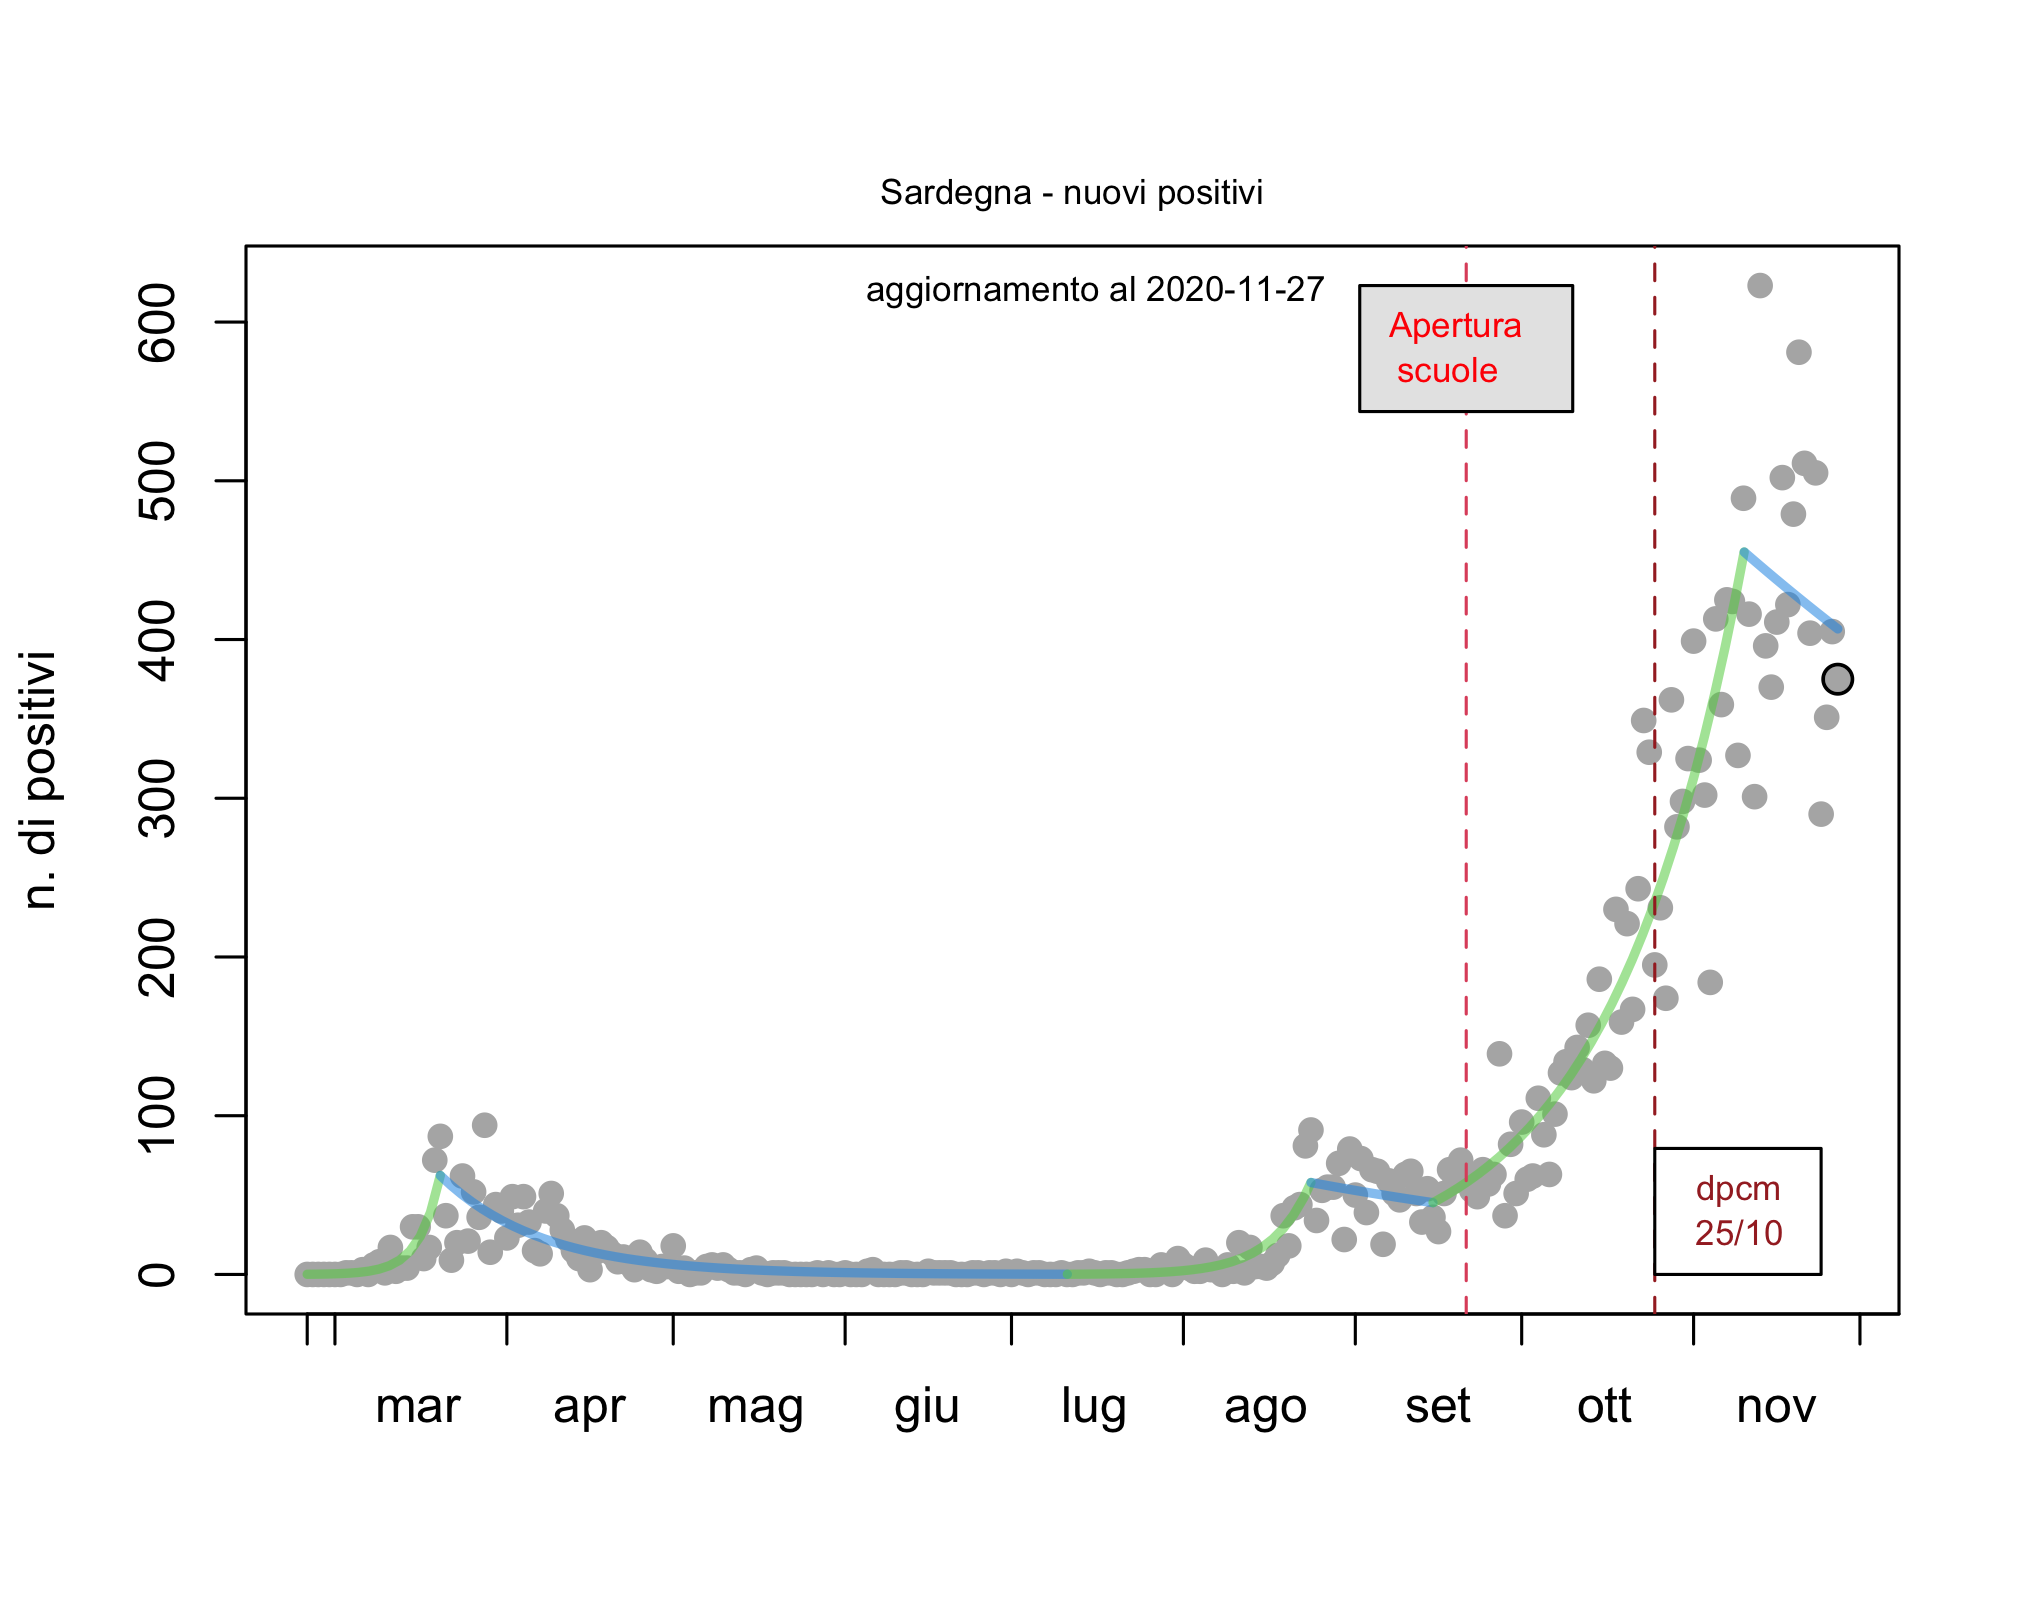 Sardegna - nuovi positivi
aggiornamento al 2020-11-27
Apertura
scuole
n. di positivi
600
500
400
300
200
100
0
dpcm
25/10
mar apr mag giu lug ago set ott nov